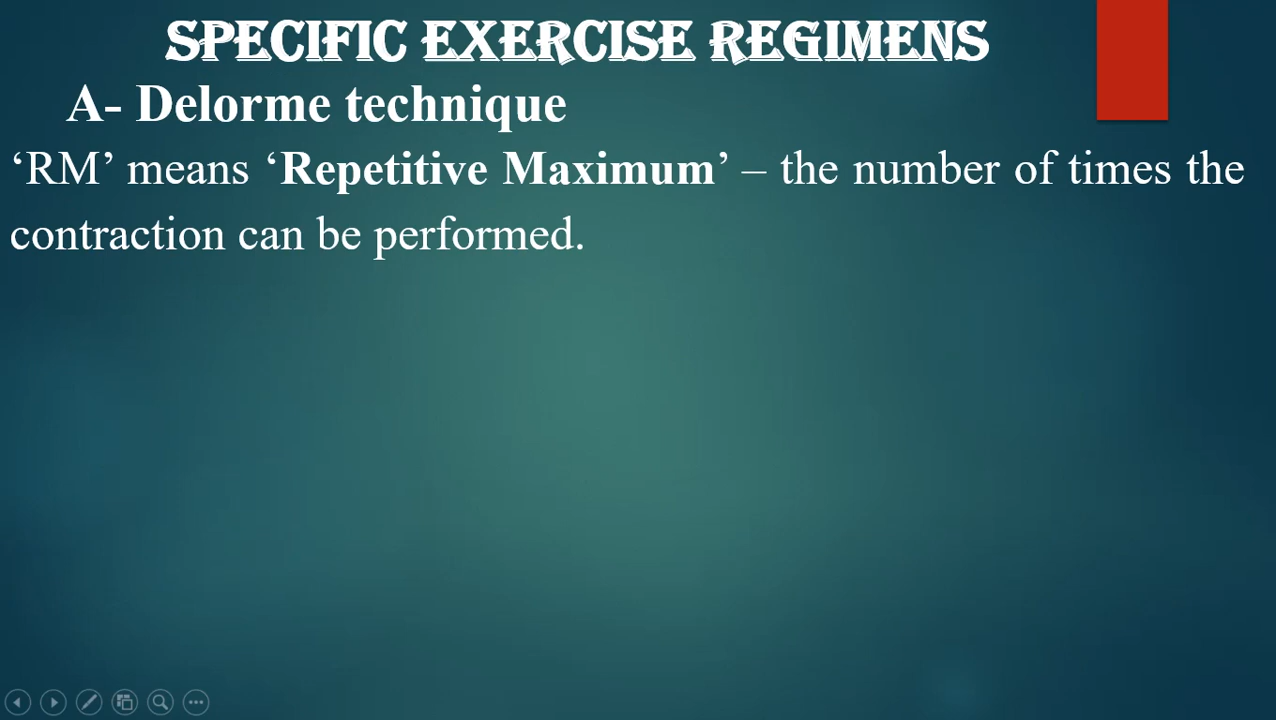 SPECIFIC EXERCISE REGIMENS
A- Delorme technique
‘RM’ means ‘Repetitive Maximum’ – the number of times the
contraction can be performed.